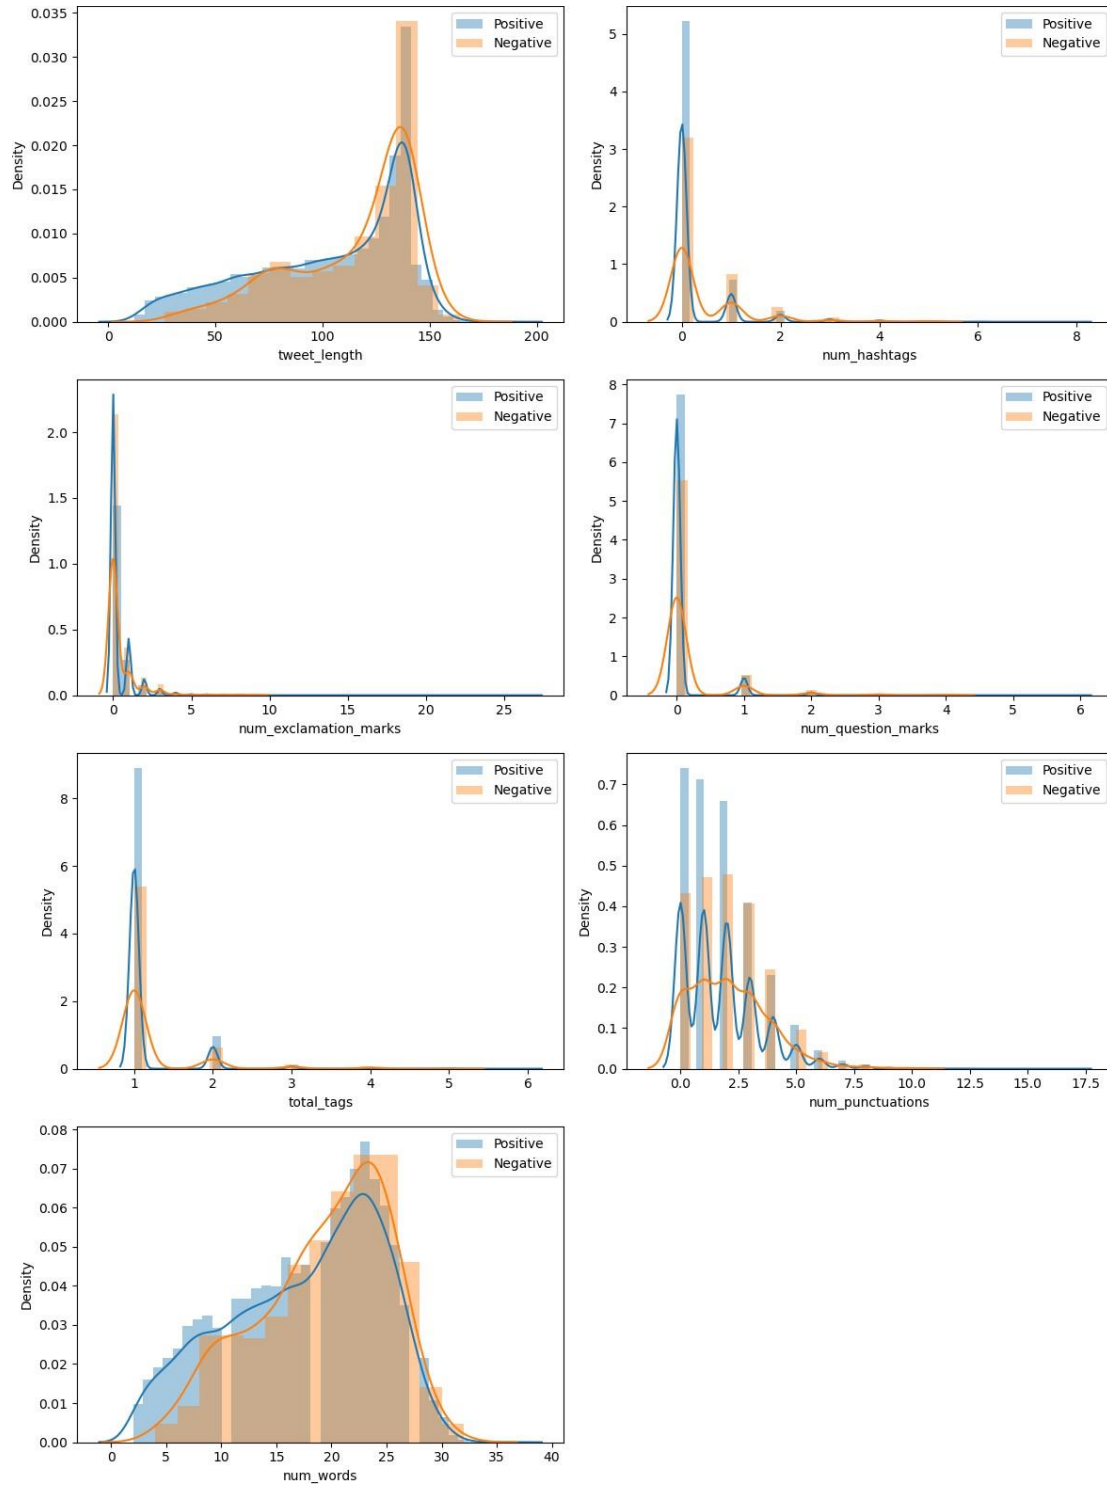 Density
0.035
0.030
0.025
0.020
0.015
0.010
0.005
0.000
0 50 100 150 200
tweet_length
Positive
Negative
Density
5
4
3
2
1
0
0 2 4 6 8
num_hashtags
Positive
Negative
Density
2.0
1.5
1.0
0.5
0.0
0 5 10 15 20 25
num_exclamation_marks
Positive
Negative
Density
8
7
6
5
4
3
2
1
0
0 1 2 3 4 5 6
num_question_marks
Positive
Negative
Density
8
6
4
2
0
1 2 3 4 5 6
total_tags
Positive
Negative
Density
0.7
0.6
0.5
0.4
0.3
0.2
0.1
0.0
0.0 2.5 5.0 7.5 10.0 12.5 15.0 17.5
num_punctuations
Positive
Negative
Density
0.08
0.07
0.06
0.05
0.04
0.03
0.02
0.01
0.00
0 5 10 15 20 25 30 35 40
num_words
Positive
Negative